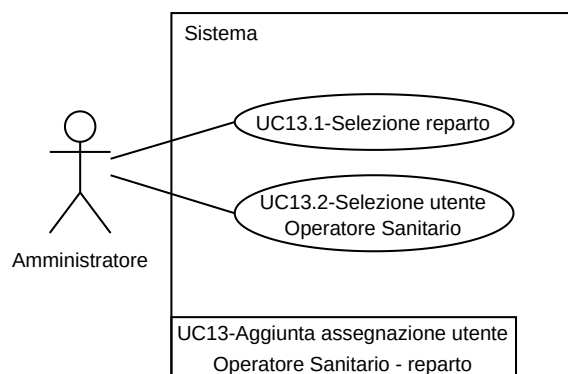 Sistema
UC13.1-Selezione reparto
UC13.2-Selezione utente
Operatore Sanitario
Amministratore
UC13-Aggiunta assegnazione utente
Operatore Sanitario - reparto